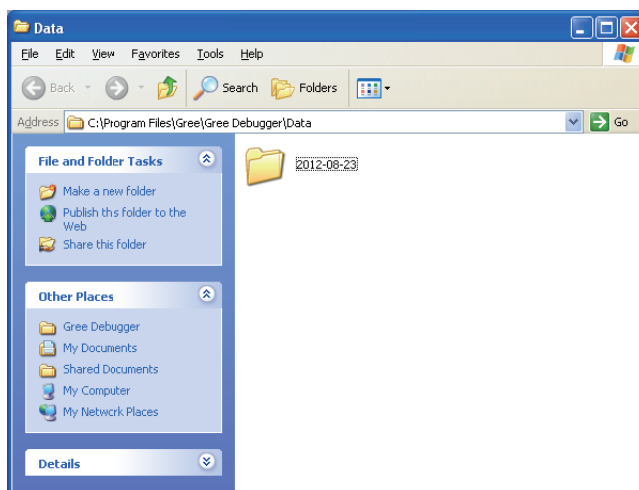 Data
File Edit View Favorites Tools Help
Back Search Folders
Address C:\Program Files\Gree\Gree Debugger\Data Go
File and Folder Tasks
Make a new folder
Publish ths folder to the
Web
Share this folder
2012-08-23
Other Places
Gree Debugger
My Documents
Shared Documents
My Computer
My Netwcrk Places
Details